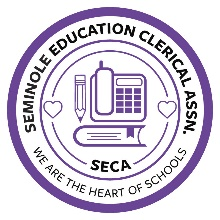 SEMINOLE EDUCATION CLERICAL ASSN.
SECA
WE ARE THE HEART OF SCHOOLS